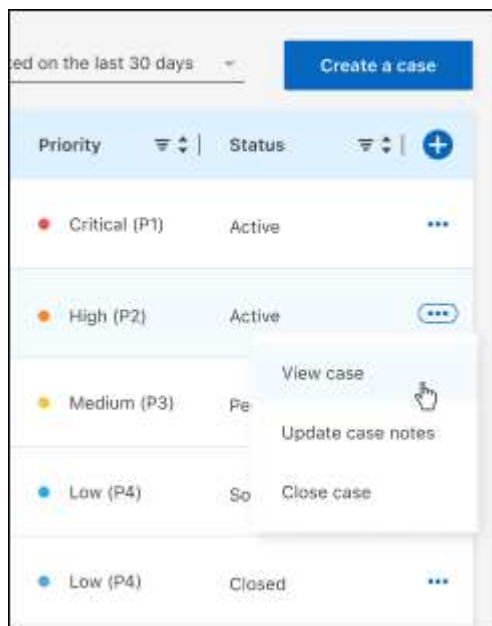 ed on the last 30 days
Create a case
Priority Status
Critical (P1) Active
High (P2) Active
View case
Medium (P3) Pe
Update case notes
Low (P4) So
Close case
Low (P4) Closed